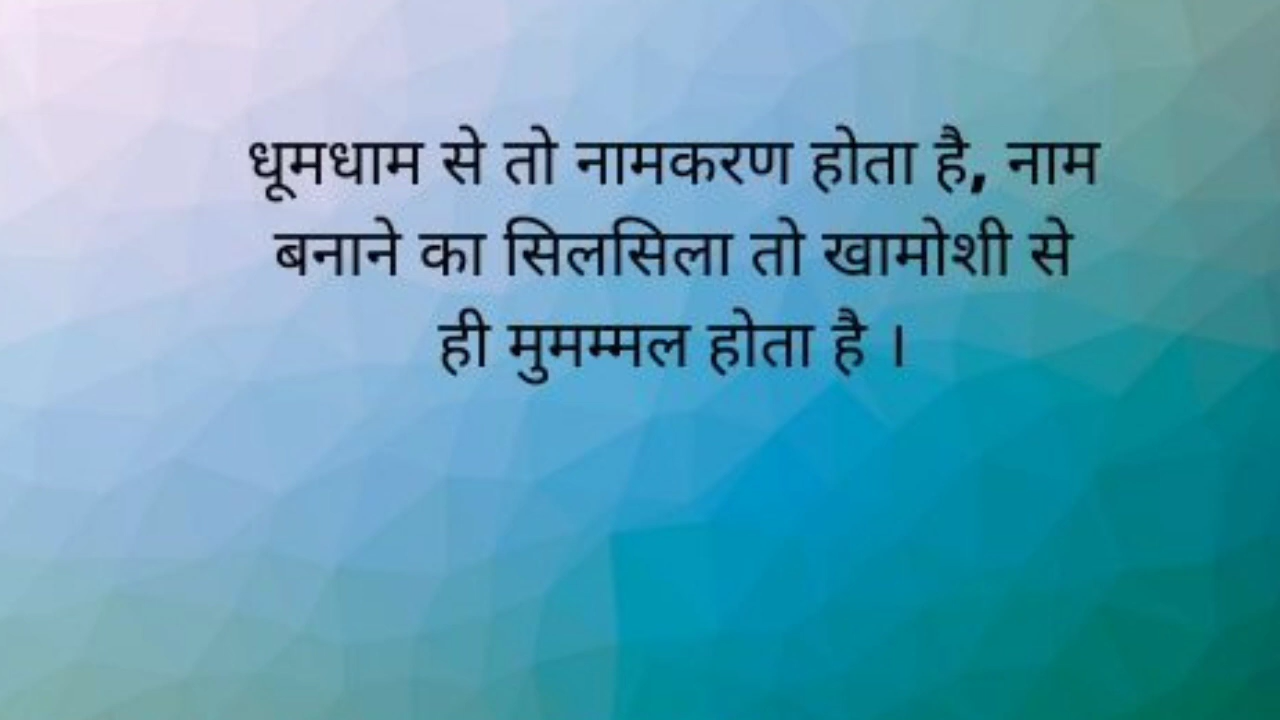 धूमधाम से तो नामकरण होता है, नाम
बनाने का सिलसिला तो खामोशी से
ही मुमम्मल होता है ।